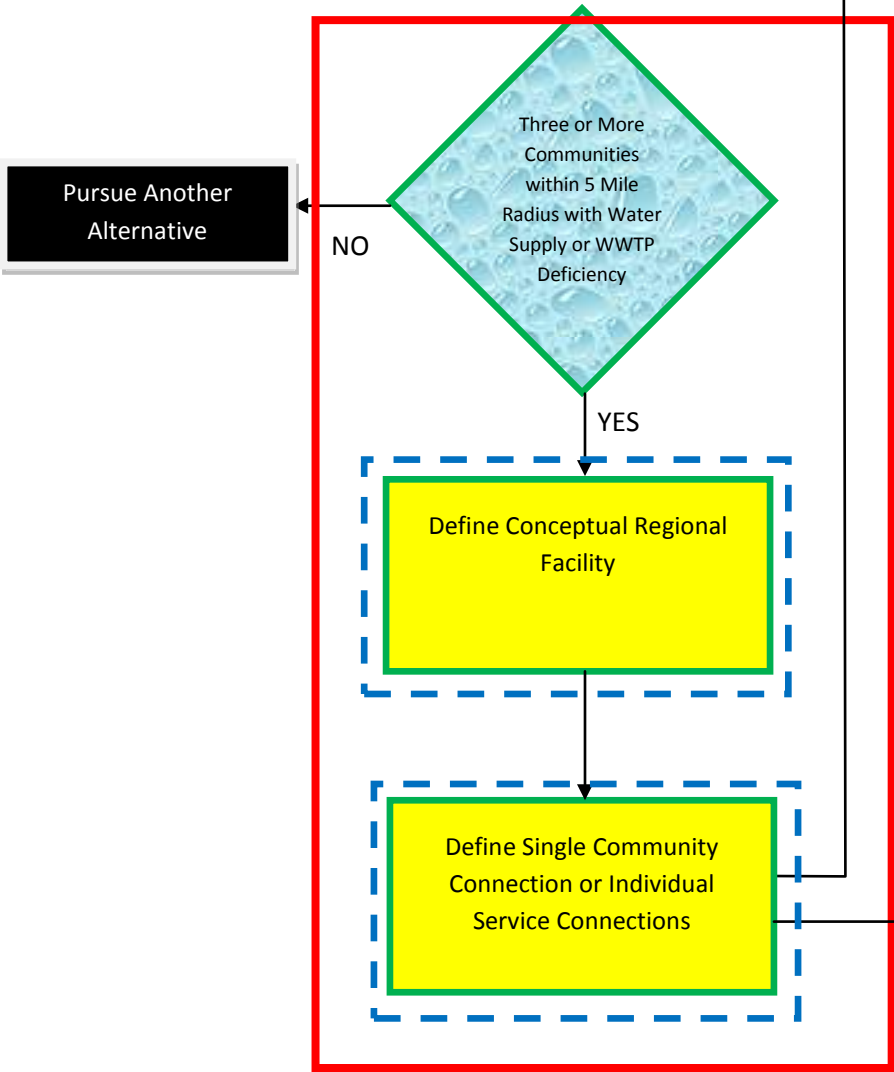 Three or More
Communities
within 5 Mile
Radius with Water
Supply or WWTP
Deficiency
Pursue Another
Alternative
NO
YES
Define Conceptual Regional
Facility
Define Single Community
Connection or Individual
Service Connections